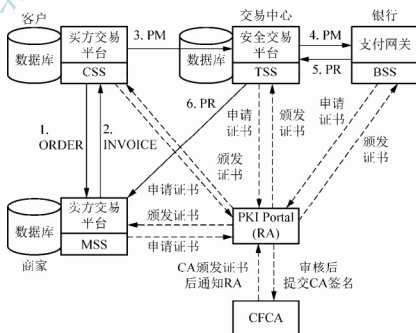 客户
交易中心
银行
买方交易
平台
CSS
数据库
3. PM
数据库
安全交易
平台
TSS
4. PM
5. PR
支付网关
BSS
1.
ORDER
2.
INVOICE
6. PR
申请
证书
颁发
证书
申请
证书
颁发
证书
颁发
证书
申请证书
颁发证书
申请证书
数据库
卖方交易
平台
MSS
商家
PKI Portal
(RA)
CA颁发证书
后通知RA
审核后
提交CA签名
CFCA